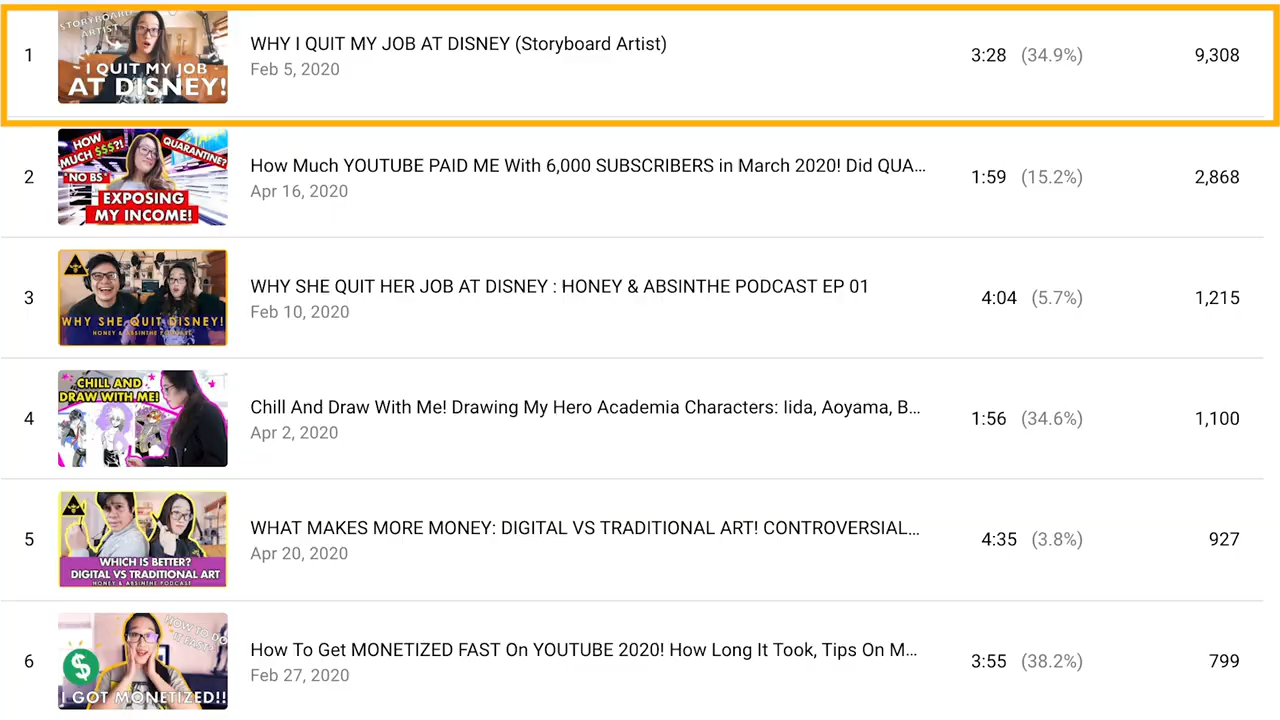 1
STORYBOARD
ARTIST
I QUIT MY JOB
AT DISNEY!
WHY I QUIT MY JOB AT DISNEY (Storyboard Artist)
Feb 5, 2020
3:28 (34.9%)
9,308
2
HOW
MUCH $$$?!
QUARANTINE?
*NO BS*
EXPOSING
MY INCOME!
How Much YOUTUBE PAID ME With 6,000 SUBSCRIBERS in March 2020! Did QUA...
Apr 16, 2020
1:59 (15.2%)
2,868
3
WHY SHE QUIT DISNEY!
HONEY & ABSINTHE PODCAST
WHY SHE QUIT HER JOB AT DISNEY : HONEY & ABSINTHE PODCAST EP 01
Feb 10, 2020
4:04 (5.7%)
1,215
4
CHILL AND
DRAW WITH ME!
Chill And Draw With Me! Drawing My Hero Academia Characters: Iida, Aoyama, B...
Apr 2, 2020
1:56 (34.6%)
1,100
5
WHICH IS BETTER?
DIGITAL VS TRADITIONAL ART
HONEY & ABSINTHE PODCAST
WHAT MAKES MORE MONEY: DIGITAL VS TRADITIONAL ART! CONTROVERSIAL...
Apr 20, 2020
4:35 (3.8%)
927
6
HOW TO DO
IT FAST
$
I GOT MONETIZED!!
How To Get MONETIZED FAST On YOUTUBE 2020! How Long It Took, Tips On M...
Feb 27, 2020
3:55 (38.2%)
799